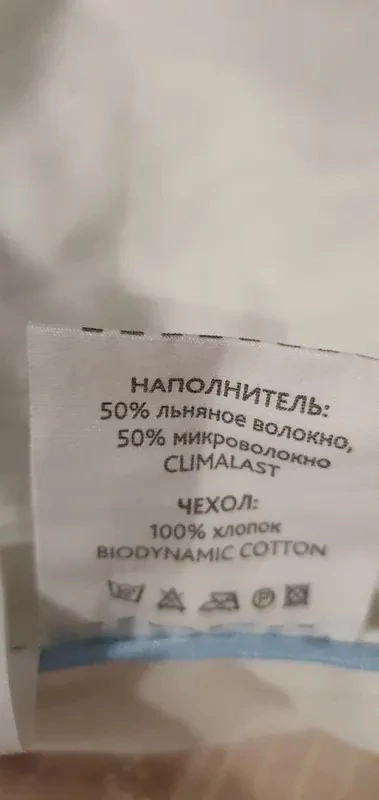 НАПОЛНИТЕЛЬ:
50% льняное волокно,
50% микроволокно
CLIMALAST
ЧЕХОЛ:
100% хлопок
BIODYNAMIC COTTON